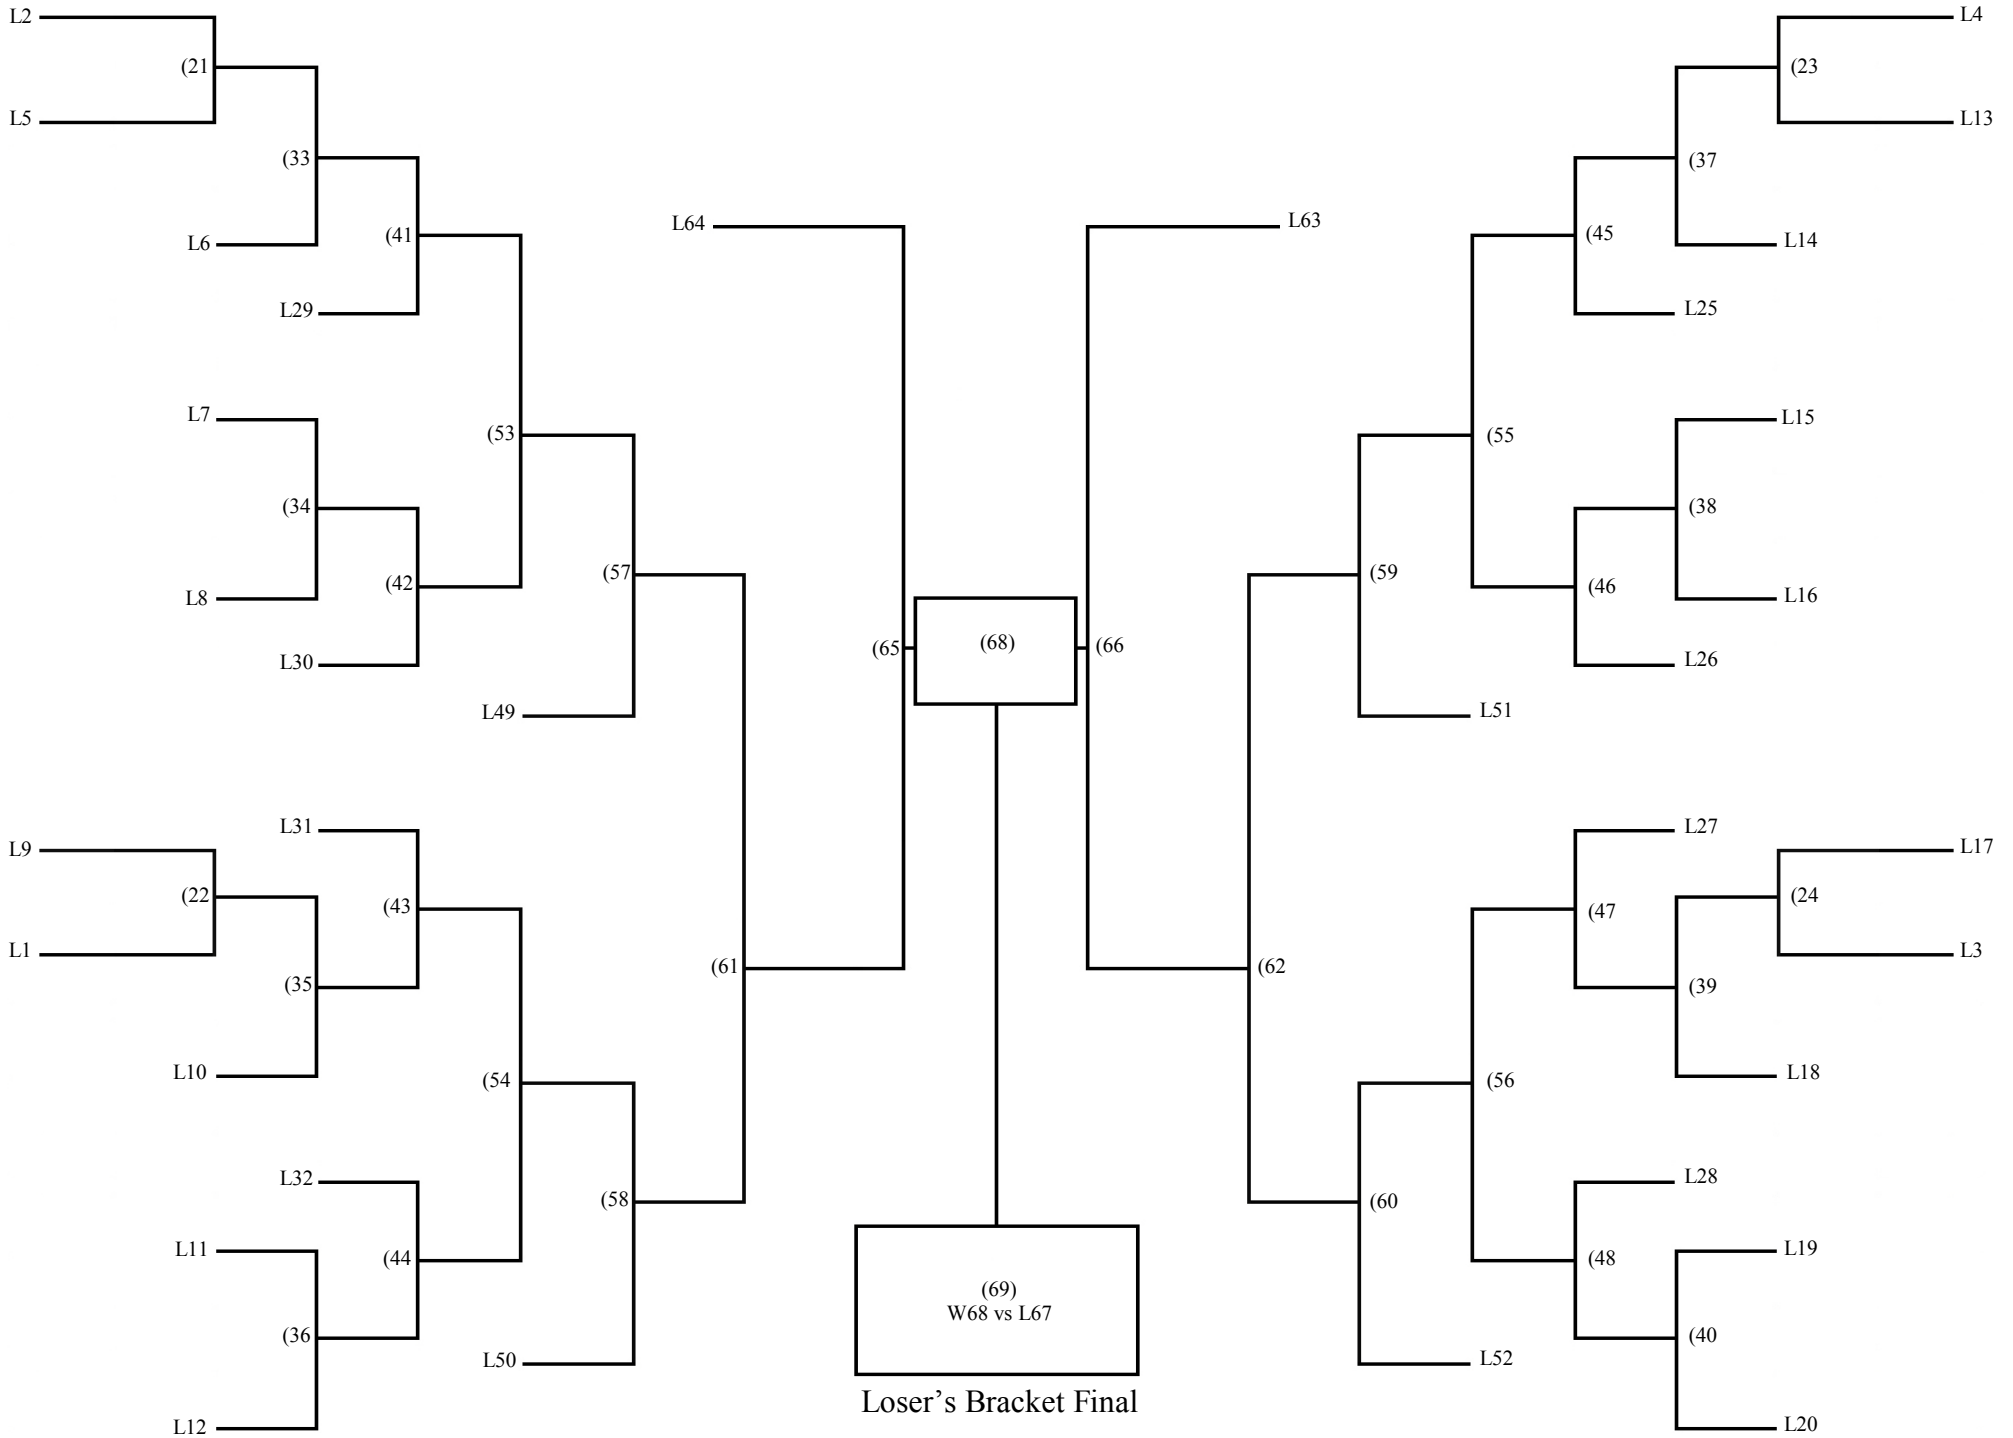 L2
L4
(21
(23
L5
L13
(33
(37
L6
L14
(41
(45
L64
L63
L29
L25
L7
L15
(53
(55
(34
(38
L8
L16
(42
(46
(57
(59
L30
L26
(65
(68)
(66
L49
L51
L31
L27
L9
L17
(22
(24
(43
(47
L1
L3
(61
(62
(35
(39
L10
L18
(54
(56
L32
L28
(58
(60
L11
L19
(44
(48
(69)
W68 vs L67
(36
(40
L50
L52
Loser’s Bracket Final
L12
L20